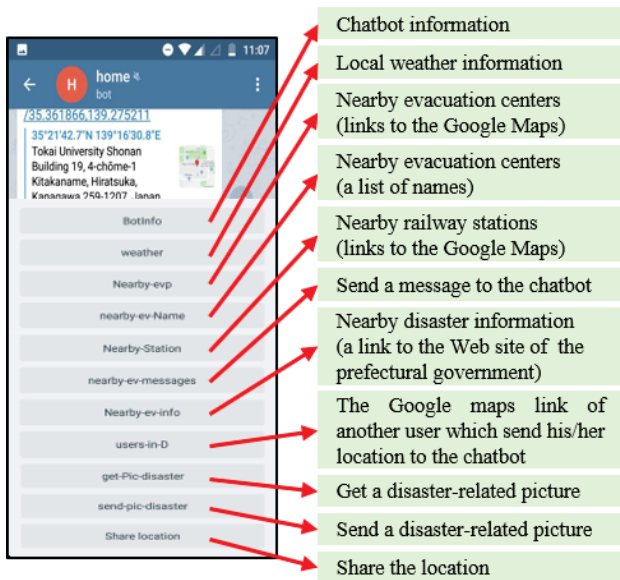 11:07
H
home
bot
/35.361866,139.275211
35°21'42.7"N 139°16'30.8"E
Tokai University Shonan
Building 19, 4-chōme-1
Kitakaname, Hiratsuka,
Kanagawa 259-1207, Japan
BotInfo
weather
Nearby-evp
nearby-ev-Name
Nearby-Station
nearby-ev-messages
Nearby-ev-info
users-in-D
get-Pic-disaster
send-pic-disaster
Share location
Chatbot information
Local weather information
Nearby evacuation centers
(links to the Google Maps)
Nearby evacuation centers
(a list of names)
Nearby railway stations
(links to the Google Maps)
Send a message to the chatbot
Nearby disaster information
(a link to the Web site of the
prefectural government)
The Google maps link of
another user which send his/her
location to the chatbot
Get a disaster-related picture
Send a disaster-related picture
Share the location